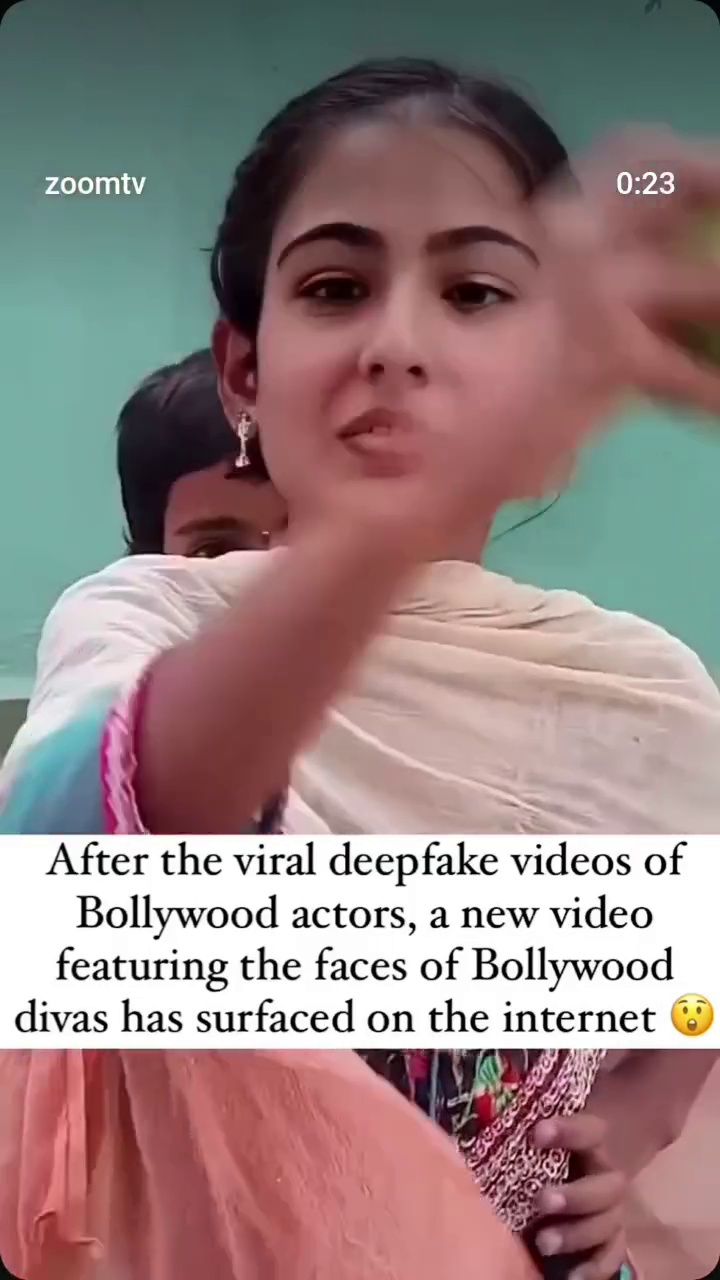 zoomtv
0:23
After the viral deepfake videos of
Bollywood actors, a new video
featuring the faces of Bollywood
divas has surfaced on the internet 😲